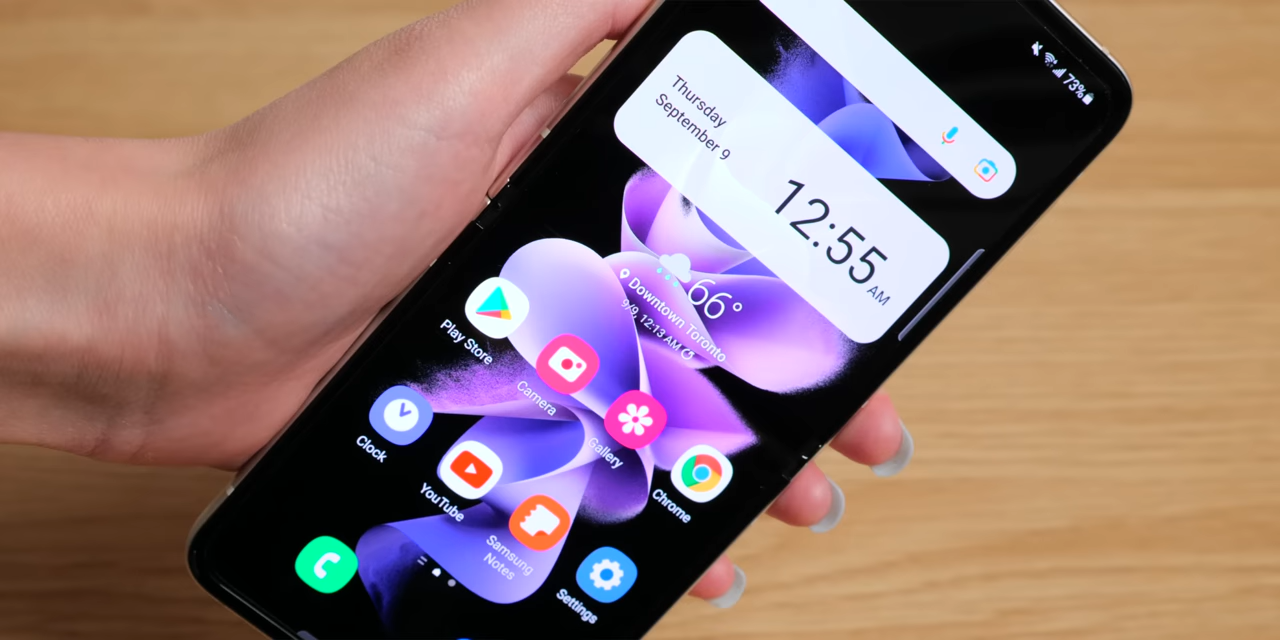 73%
Thursday
September 9
12:55 AM
66°
Downtown Toronto
9/9, 12:13 AM
Play Store
Camera
Gallery
Chrome
Clock
YouTube
Samsung
Notes
Settings